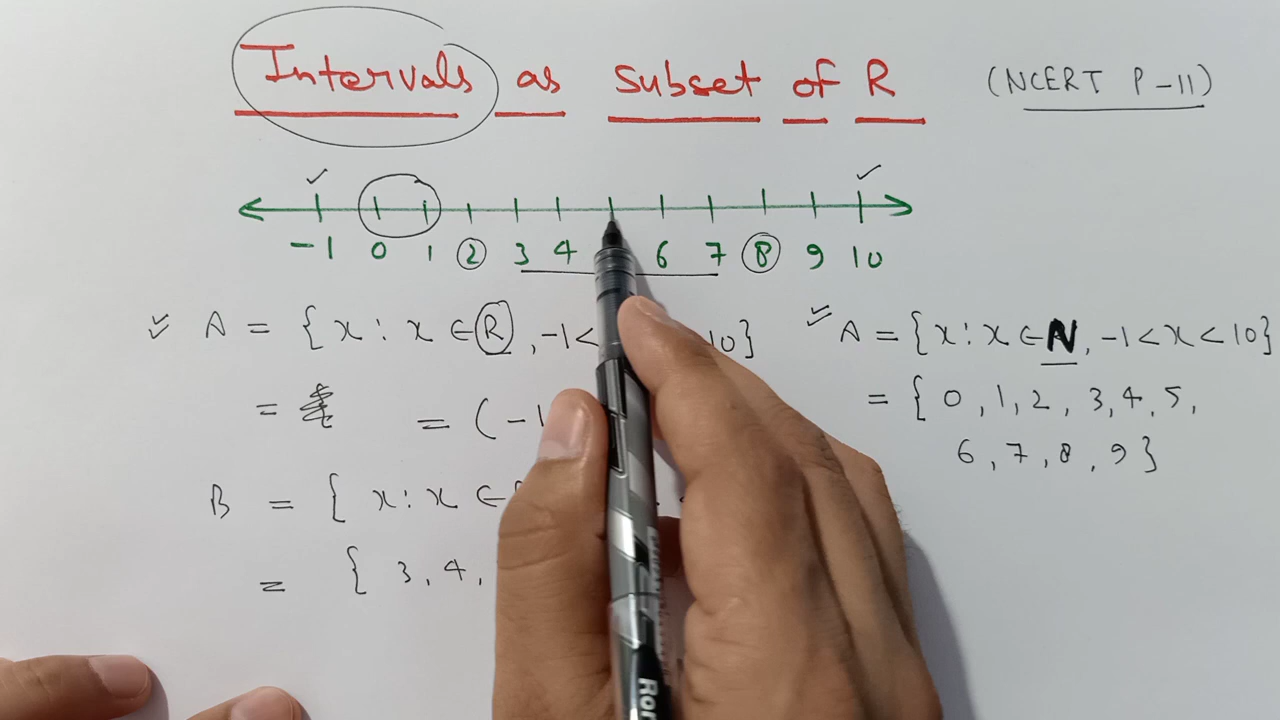 Intervals as Subset of R (NCERT P-11)
-1 0 1 2 3 4 6 7 8 9 10
A = {x : x ∈ R, -1< 10}
= = (-1
B = { x : x ∈
= { 3, 4,
A = {x : x ∈ N, -1 < x < 10}
= { 0, 1, 2, 3, 4, 5,
6, 7, 8, 9}